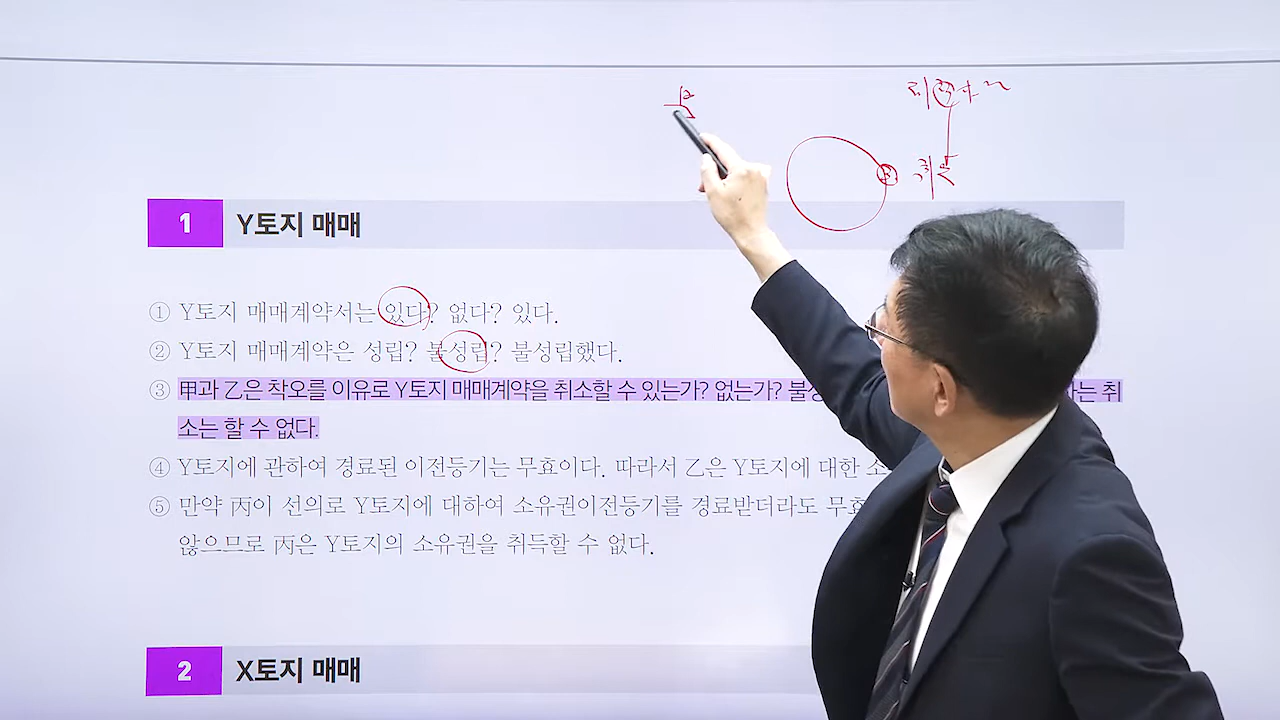 1 Y토지 매매
① Y토지 매매계약서는 있다? 없다? 있다.
② Y토지 매매계약은 성립? 불성립? 불성립했다.
③ 甲과 乙은 착오를 이유로 Y토지 매매계약을 취소할 수 있는가? 없는가? 불성 는 취
소는 할 수 없다.
④ Y토지에 관하여 경료된 이전등기는 무효이다. 따라서 乙은 Y토지에 대한 소
⑤ 만약 丙이 선의로 Y토지에 대하여 소유권이전등기를 경료받더라도 무효
않으므로 丙은 Y토지의 소유권을 취득할 수 없다.
2 X토지 매매